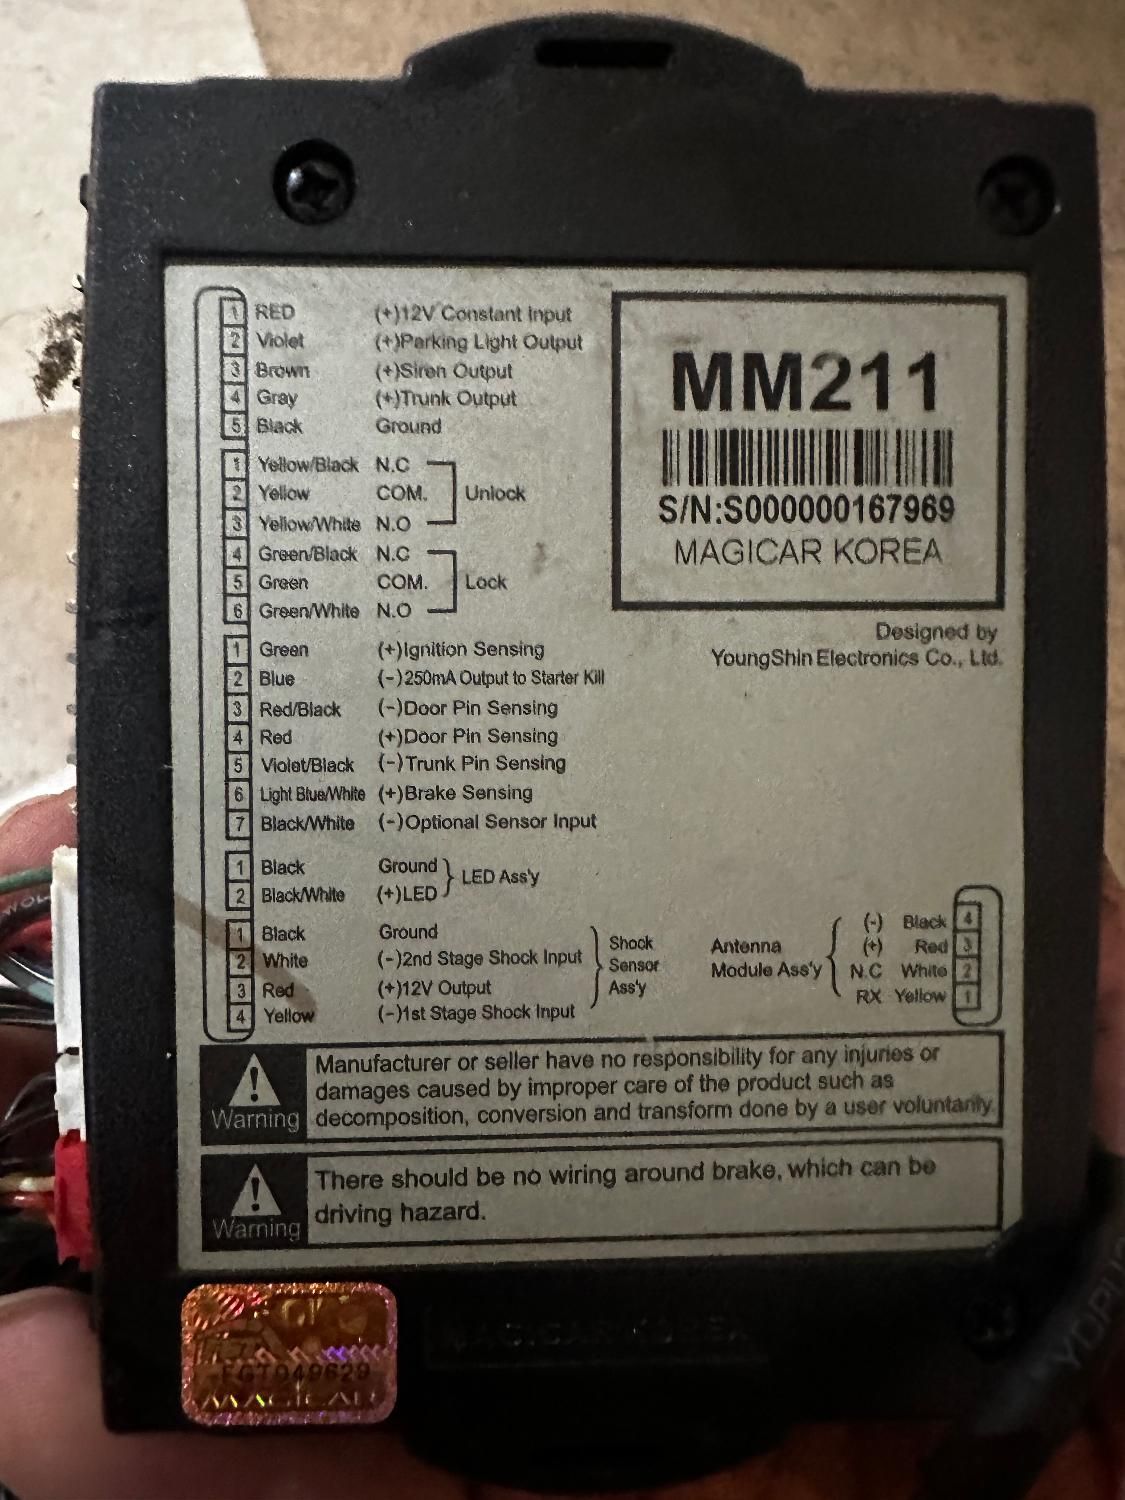 1 RED (+)12V Constant Input
2 Violet (+)Parking Light Output
3 Brown (+)Siren Output
4 Gray (+)Trunk Output
5 Black Ground
1 Yellow/Black N.C
2 Yellow COM. Unlock
3 Yellow/White N.O
4 Green/Black N.C
5 Green COM. Lock
6 Green/White N.O
1 Green (+)Ignition Sensing
2 Blue (-)250mA Output to Starter Kill
3 Red/Black (-)Door Pin Sensing
4 Red (+)Door Pin Sensing
5 Violet/Black (-)Trunk Pin Sensing
6 Light Blue/White (+)Brake Sensing
7 Black/White (-)Optional Sensor Input
1 Black Ground
2 Black/White (+)LED
LED Ass'y
1 Black Ground
2 White (-)2nd Stage Shock Input
3 Red (+)12V Output
4 Yellow (-)1st Stage Shock Input
Shock
Sensor
Ass'y
MM211
S/N:S000000167969
MAGICAR KOREA
Designed by
YoungShin Electronics Co., Ltd.
Antenna
Module Ass'y
(-) Black 4
(+) Red 3
N.C White 2
RX Yellow 1
Warning
Manufacturer or seller have no responsibility for any injuries or
damages caused by improper care of the product such as
decomposition, conversion and transform done by a user voluntarily.
Warning
There should be no wiring around brake, which can be
driving hazard.
MAGICAR KOREA
MAGICAR